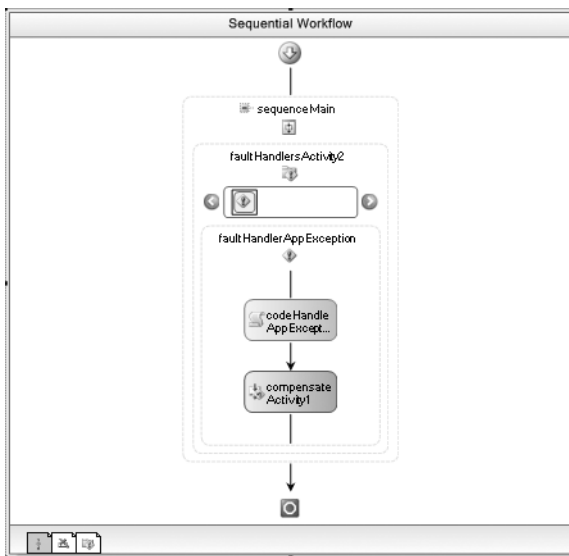 Sequential Workflow
sequenceMain
faultHandlersActivity2
faultHandlerAppException
codeHandle
AppExcept...
compensate
Activity1